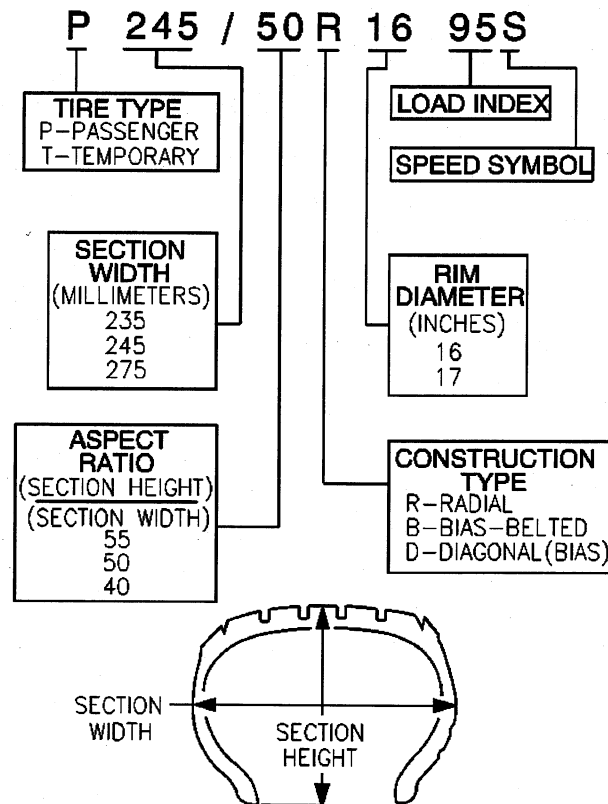 P 245 / 50 R 16 95S
TIRE TYPE
P-PASSENGER
T-TEMPORARY
LOAD INDEX
SPEED SYMBOL
SECTION
WIDTH
(MILLIMETERS)
235
245
275
RIM
DIAMETER
(INCHES)
16
17
ASPECT
RATIO
(SECTION HEIGHT)
(SECTION WIDTH)
55
50
40
CONSTRUCTION
TYPE
R-RADIAL
B-BIAS-BELTED
D-DIAGONAL(BIAS)
SECTION
WIDTH
SECTION
HEIGHT